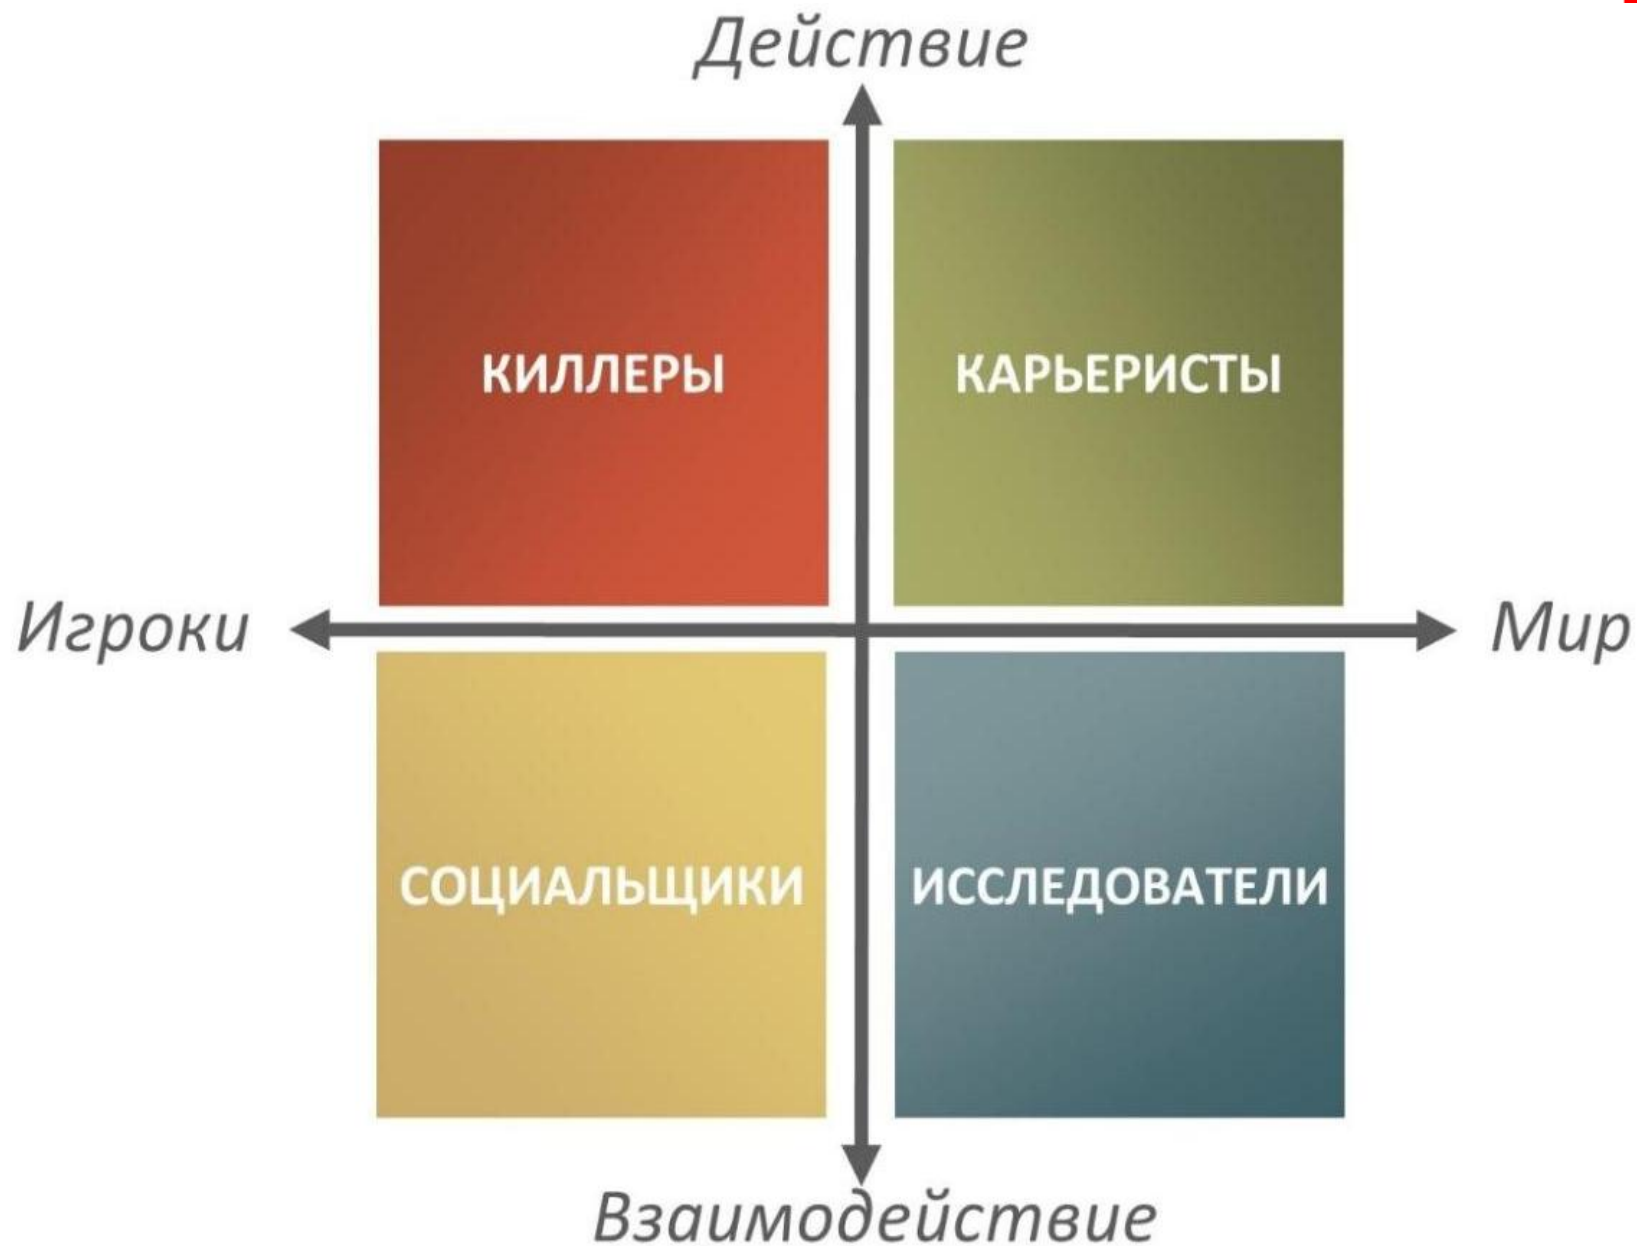 Действие
КИЛЛЕРЫ
КАРЬЕРИСТЫ
Игроки
Мир
СОЦИАЛЬЩИКИ
ИССЛЕДОВАТЕЛИ
Взаимодействие